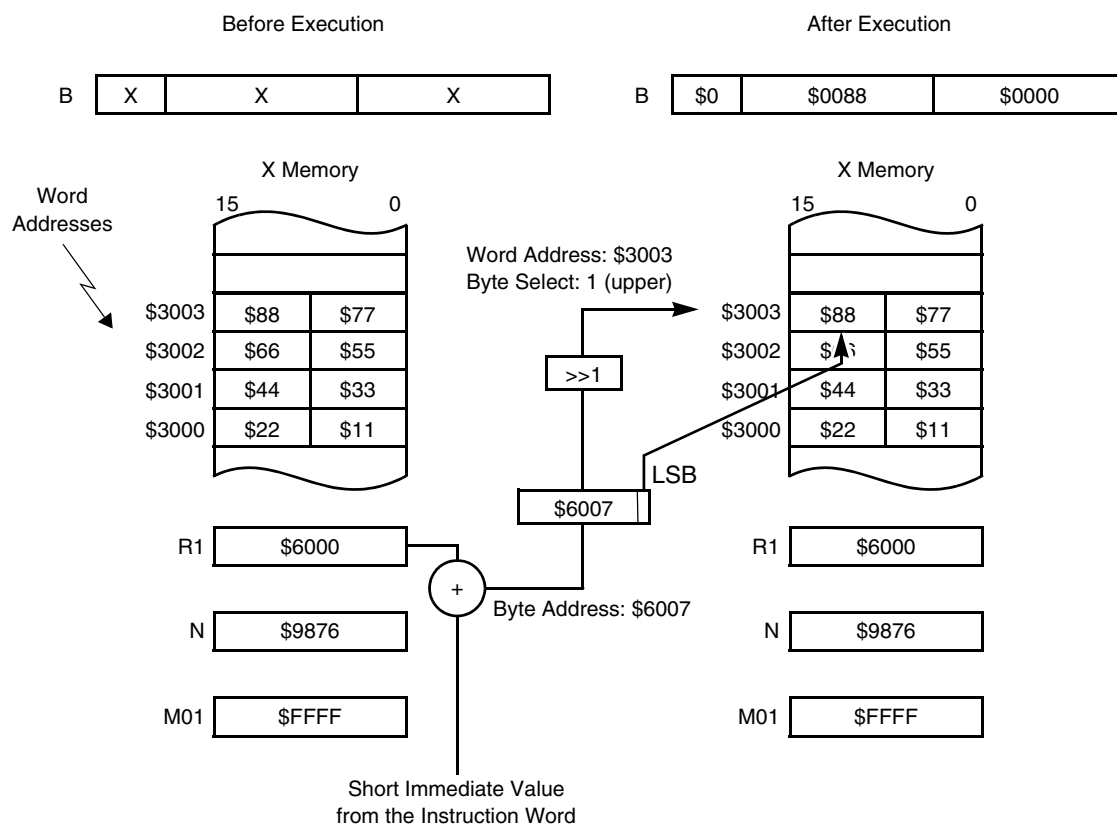 Before Execution
After Execution
B X X X
B $0 $0088 $0000
X Memory
X Memory
Word
Addresses
15 0
15 0
Word Address: $3003
Byte Select: 1 (upper)
$3003 $88 $77
$3003 $88 $77
$3002 $66 $55
$3002 $55
>>1
$3001 $44 $33
$3001 $44 $33
$3000 $22 $11
$3000 $22 $11
LSB
$6007
R1 $6000
R1 $6000
+
Byte Address: $6007
N $9876
N $9876
M01 $FFFF
M01 $FFFF
Short Immediate Value
from the Instruction Word